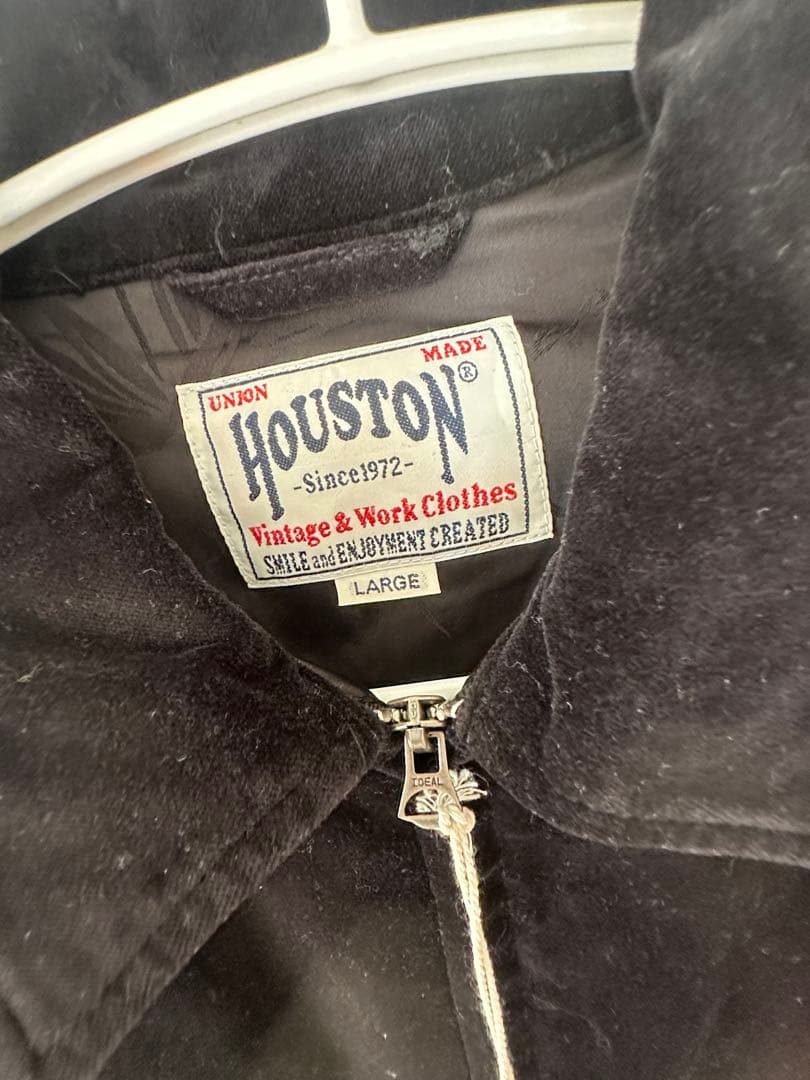 UNION MADE
HOUSTON®
-Since1972-
Vintage & Work Clothes
SMILE and ENJOYMENT CREATED
LARGE
IDEAL